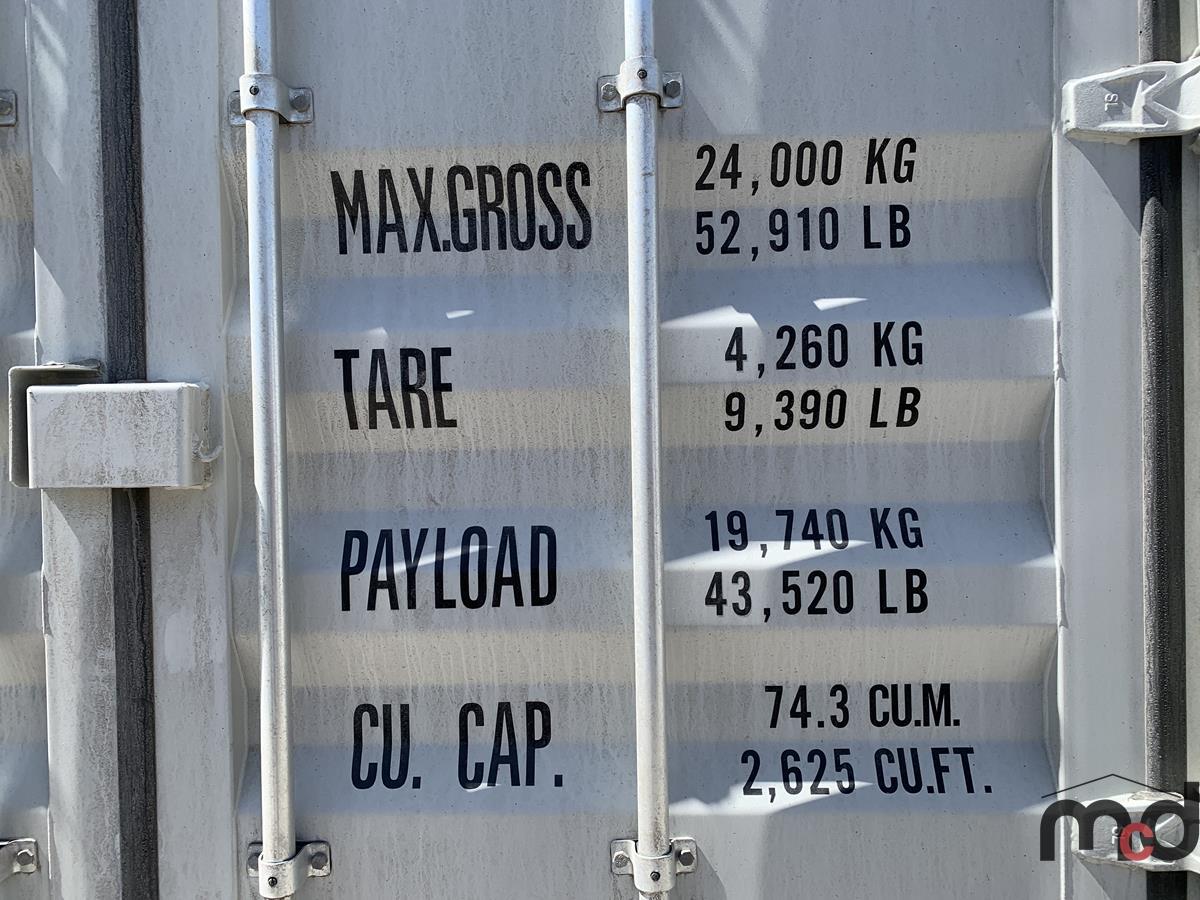 MAX.GROSS 24,000 KG
52,910 LB
TARE 4,260 KG
9,390 LB
PAYLOAD 19,740 KG
43,520 LB
CU. CAP. 74.3 CU.M.
2,625 CU.FT.
mcd